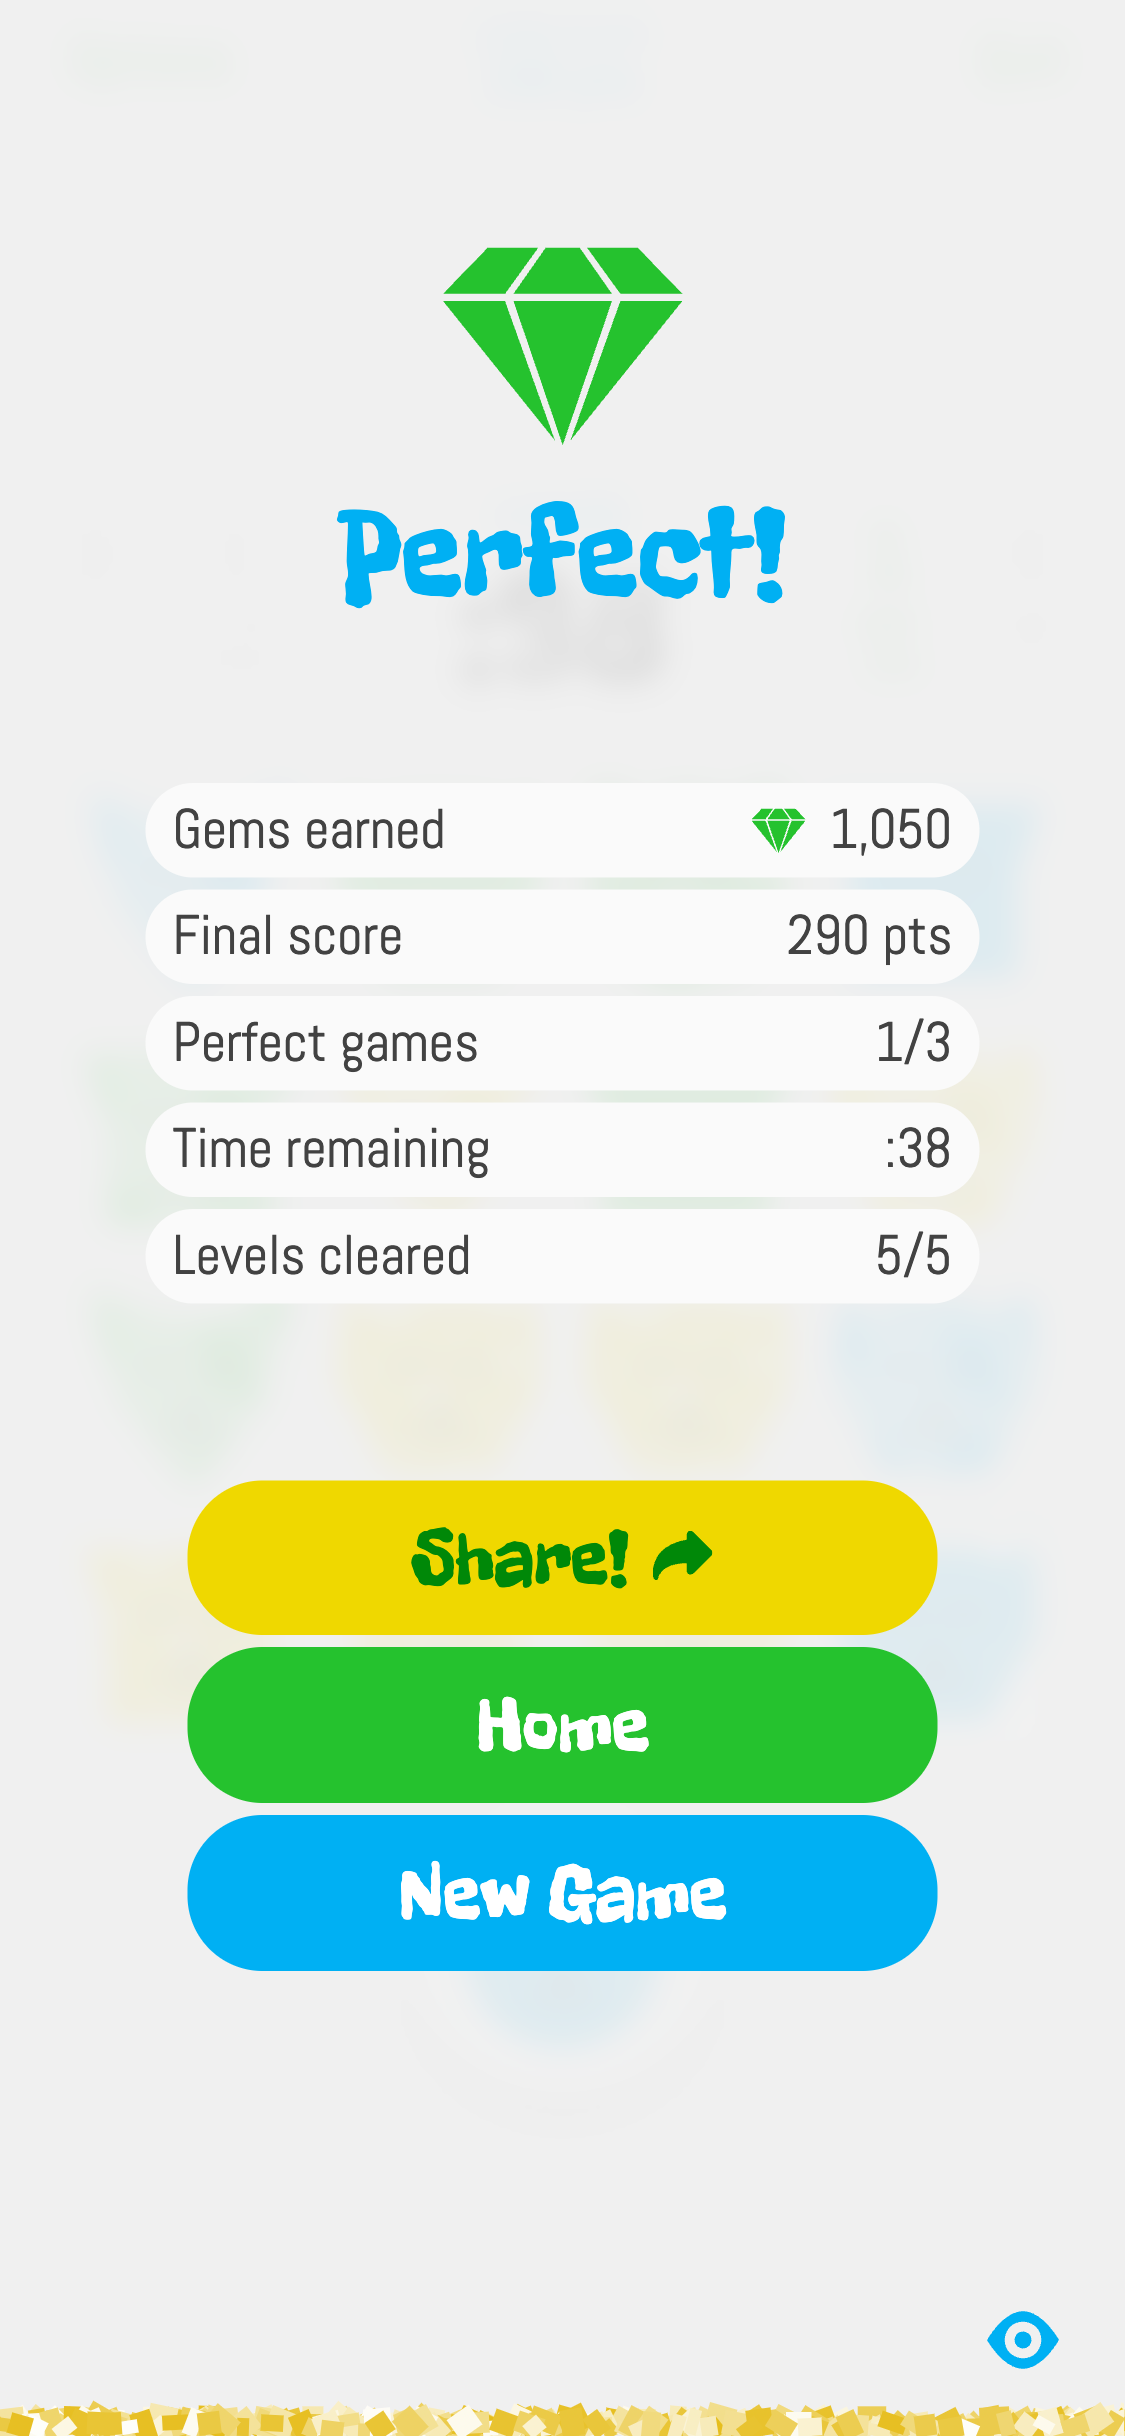 Perfect!
Gems earned 1,050
Final score 290 pts
Perfect games 1/3
Time remaining :38
Levels cleared 5/5
Share!
Home
New Game